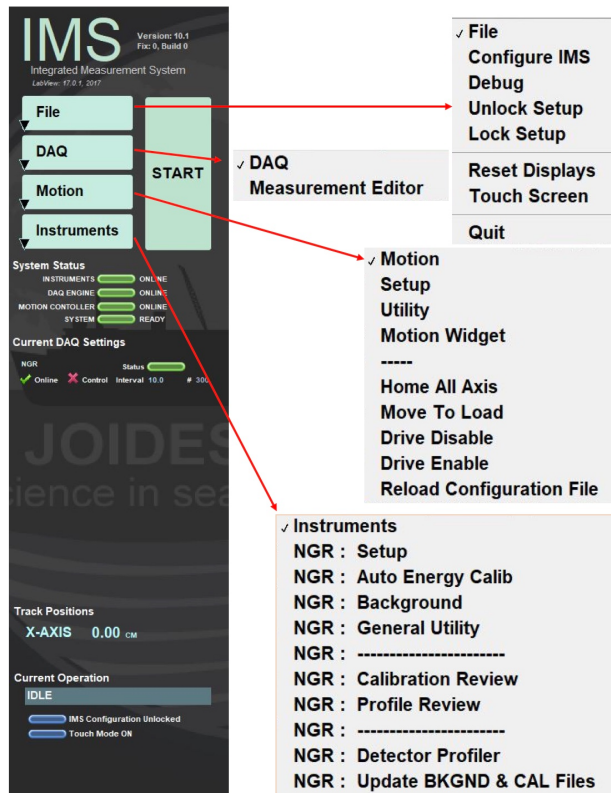 IMS
Version: 10.1
Fix: 0, Build 0
Integrated Measurement System
LabView: 17.0.1, 2017
File
DAQ
Motion
Instruments
START
System Status
INSTRUMENTS ONLINE
DAQ ENGINE ONLINE
MOTION CONTOLLER ONLINE
SYSTEM READY
Current DAQ Settings
NGR Status
Online Control Interval 10.0 # 300
JOIDES
cience in sea
Track Positions
X-AXIS 0.00 CM
Current Operation
IDLE
IMS Configuration Unlocked
Touch Mode ON
✓ File
Configure IMS
Debug
Unlock Setup
Lock Setup
Reset Displays
Touch Screen
Quit
✓ DAQ
Measurement Editor
✓ Motion
Setup
Utility
Motion Widget
-----
Home All Axis
Move To Load
Drive Disable
Drive Enable
Reload Configuration File
✓ Instruments
NGR : Setup
NGR : Auto Energy Calib
NGR : Background
NGR : General Utility
NGR : -----------------------
NGR : Calibration Review
NGR : Profile Review
NGR : -----------------------
NGR : Detector Profiler
NGR : Update BKGND & CAL Files